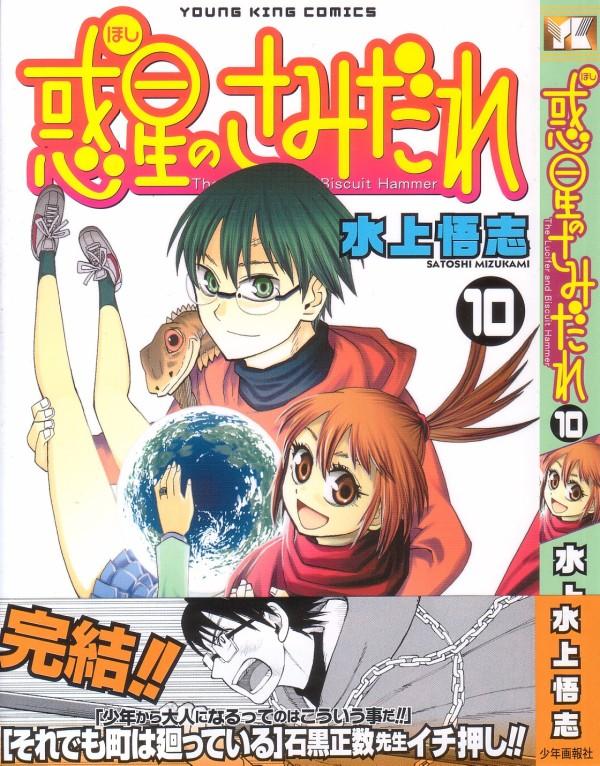 YOUNG KING COMICS
ほし
惑星のさみだれ
The
Biscuit Hammer
水上悟志
SATOSHI MIZUKAMI
10
完結!!
「少年から大人になるってのはこういう事だ!!」
[それでも町は廻っている]石黒正数先生イチ押し!!
YK
ほし
惑星のさみだれ
The Lucifer and Biscuit Hammer
10
水上
水上悟志
少年画報社